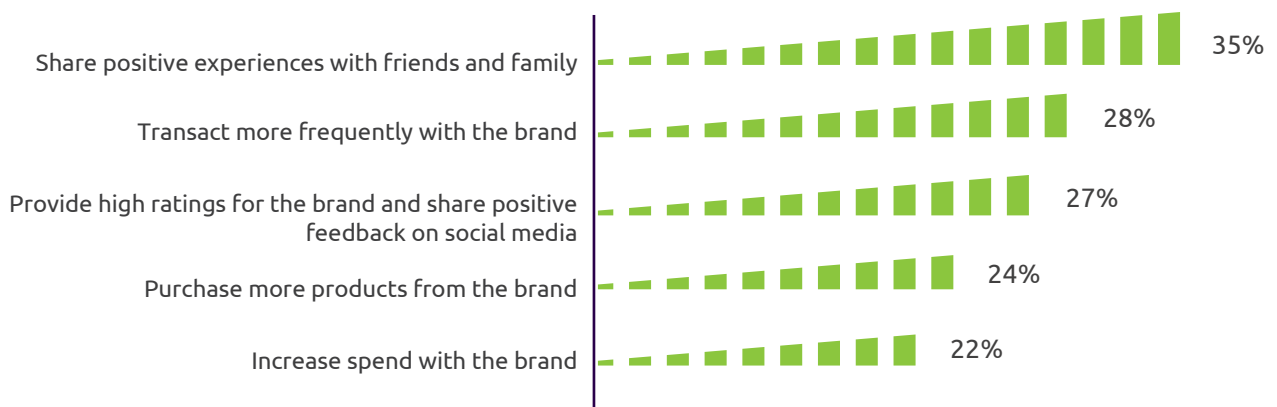 Share positive experiences with friends and family
35%
Transact more frequently with the brand
28%
Provide high ratings for the brand and share positive
feedback on social media
27%
Purchase more products from the brand
24%
Increase spend with the brand
22%